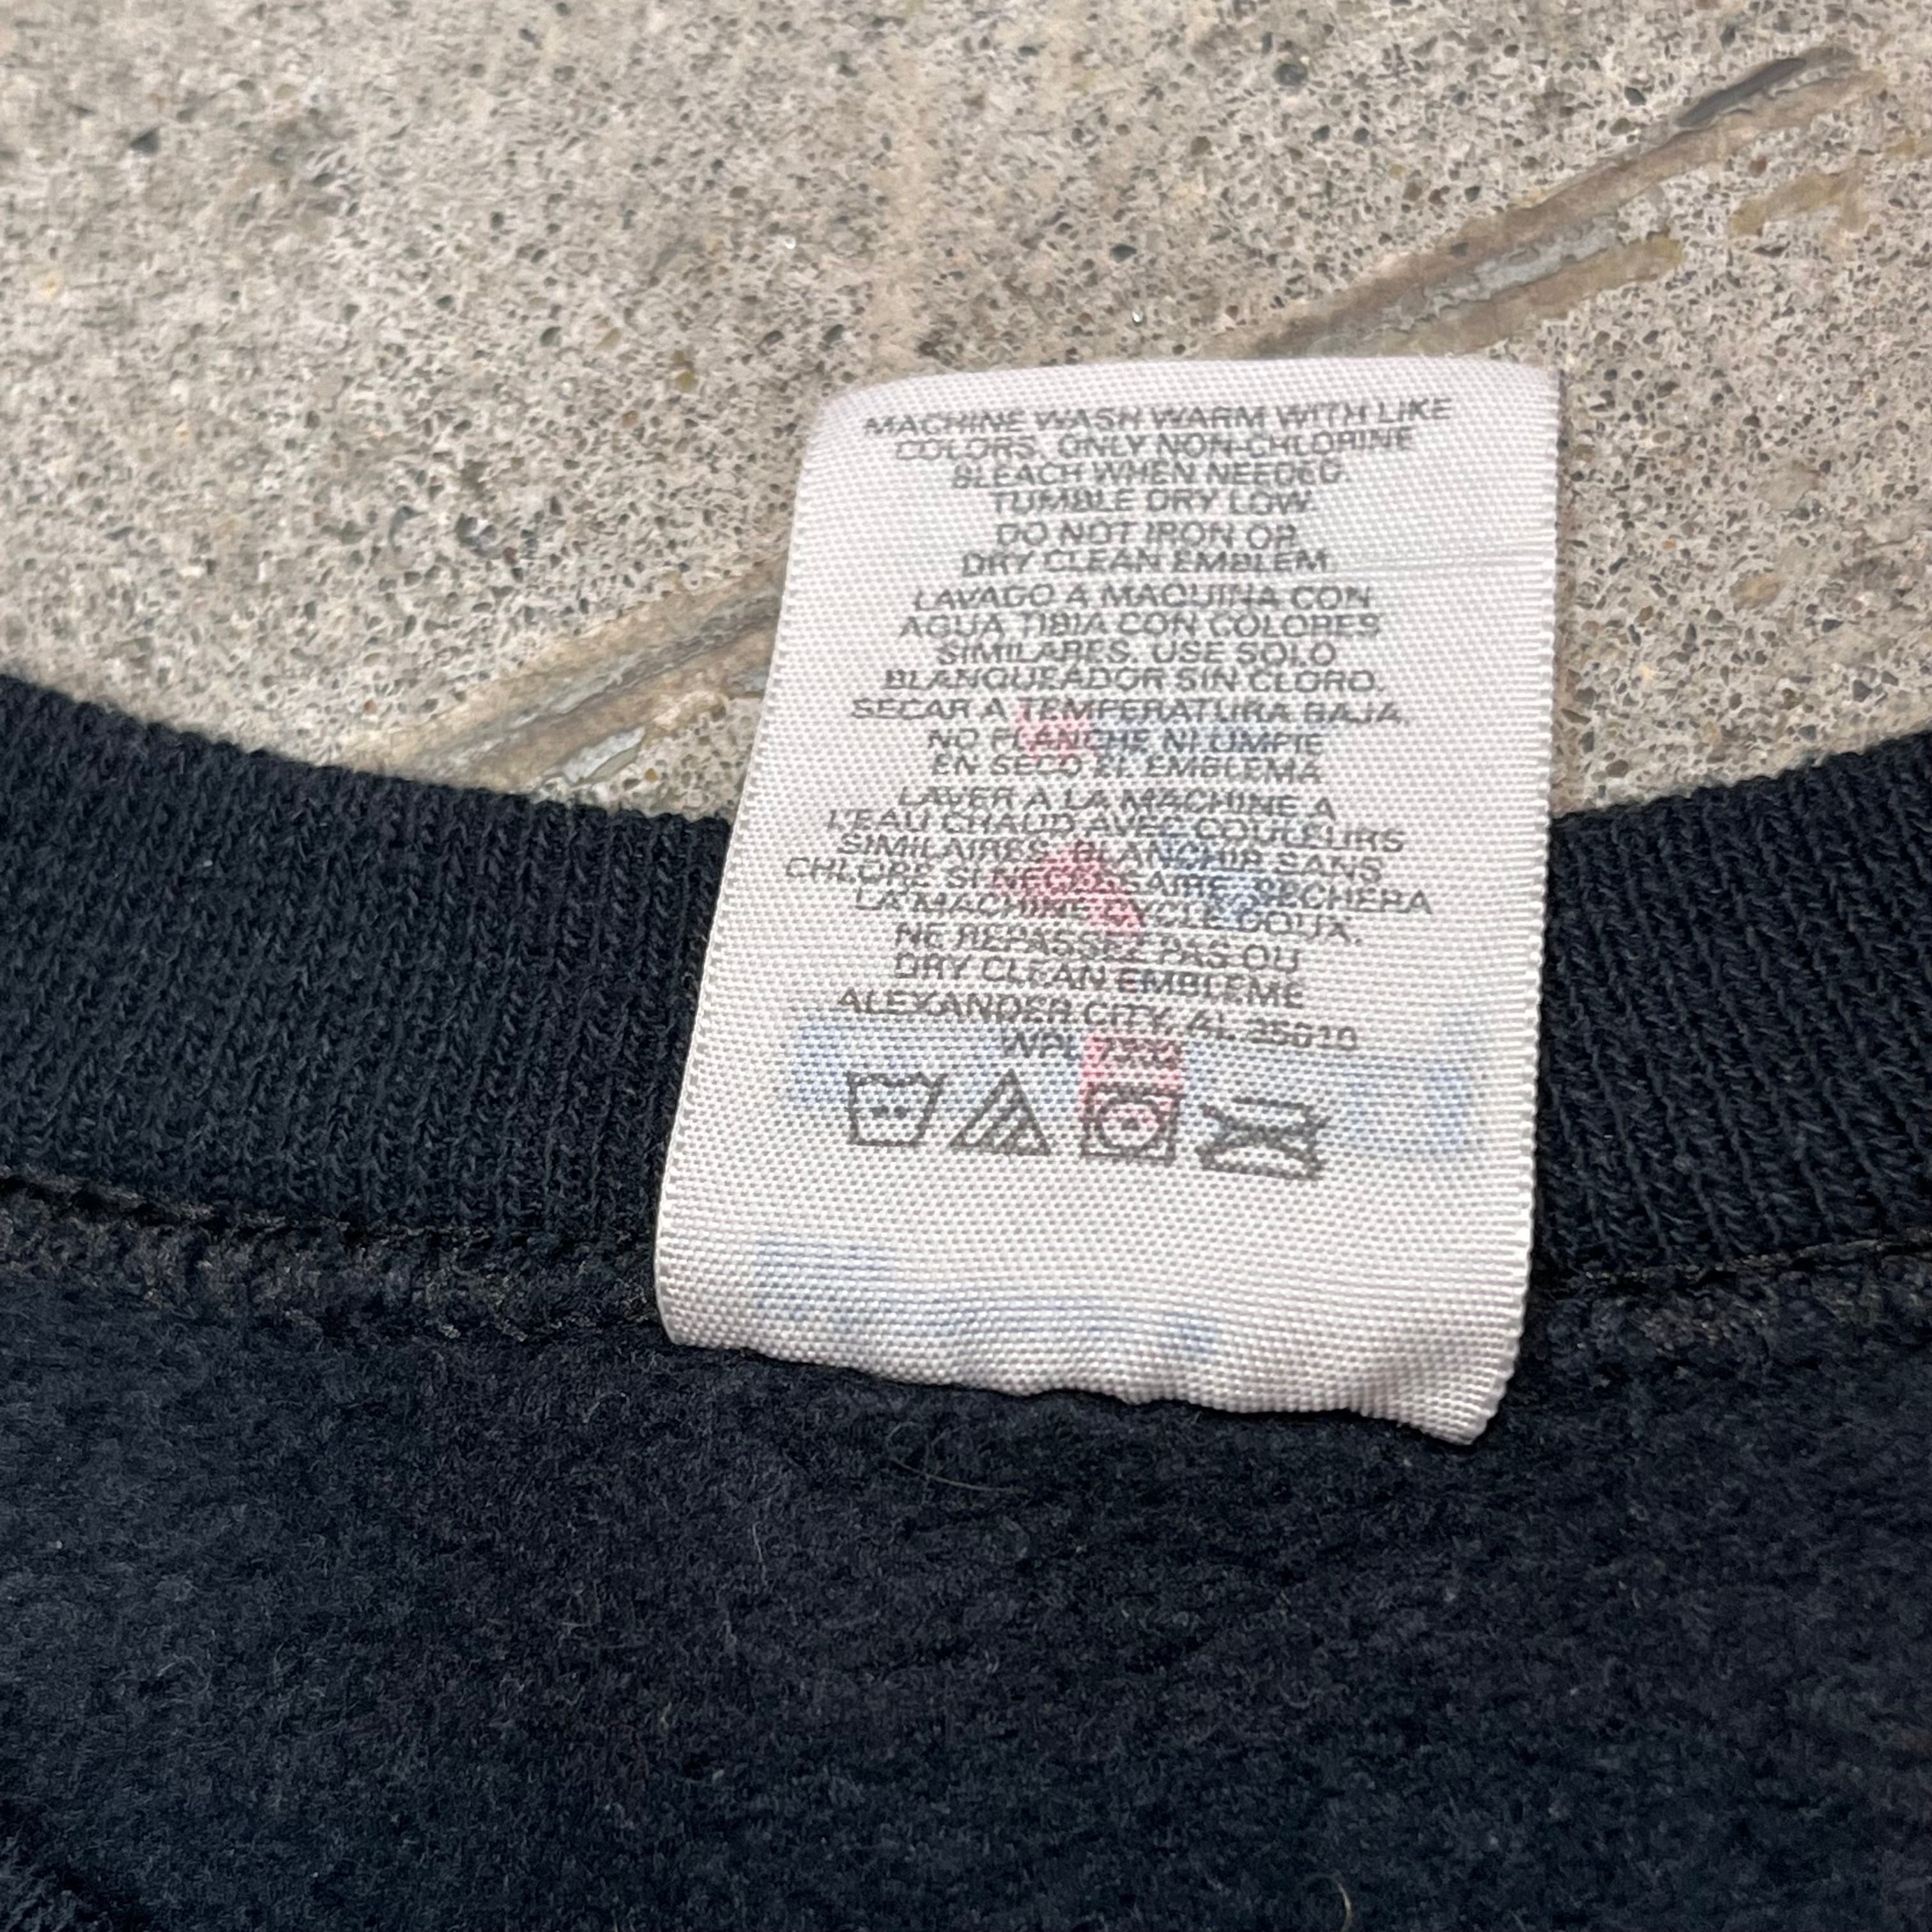 MACHINE WASH WARM WITH LIKE
COLORS. ONLY NON-CHLORINE
BLEACH WHEN NEEDED.
TUMBLE DRY LOW.
DO NOT IRON OR
DRY CLEAN EMBLEM.
LAVADO A MAQUINA CON
AGUA TIBIA CON COLORES
SIMILARES. USE SOLO
BLANQUEADOR SIN CLORO.
SECAR A TEMPERATURA BAJA.
NO PLANCHE NI LIMPIE
EN SECO EL EMBLEMA
LAVER A LA MACHINE A
L'EAU CHAUD AVEC COULEURS
SIMILAIRES. BLANCHIR SANS
CHLORE SI NECESSAIRE. SECHER A
LA MACHINE, CYCLE DOUX.
NE REPASSEZ PAS OU
DRY CLEAN EMBLEME
ALEXANDER CITY, AL 35010
WPL